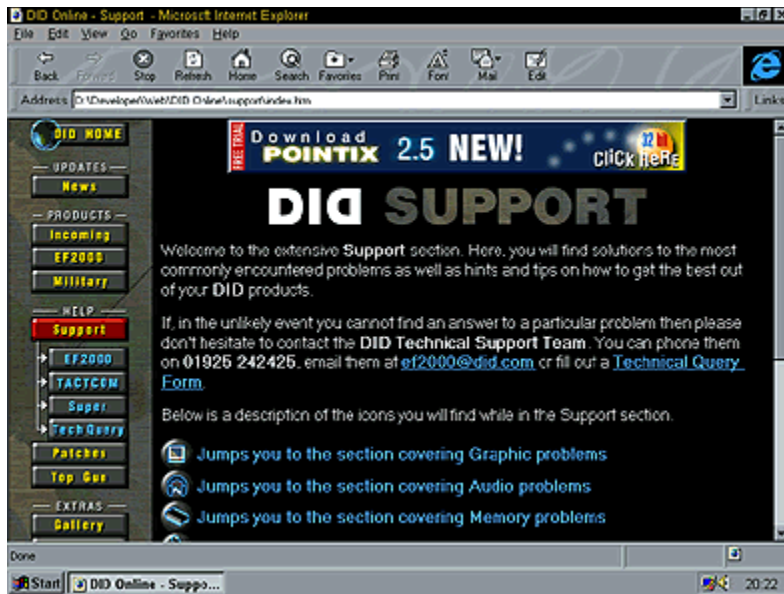 DID Online - Support - Microsoft Internet Explorer
File Edit View Go Favorites Help
Back Forward Stop Refresh Home Search Favorites Print Font Mail Edit
Address D:\Developer\Web\DID Online\support\index.htm Links
DID HOME
UPDATES
News
PRODUCTS
Incoming
EF2000
Military
HELP
Support
EF2000
TACTCOM
Super
TechQuery
Patches
Top Gun
EXTRAS
Gallery
FREE TRIAL
Download
POINTIX 2.5 NEW!
32 bit
CliCK HeRE
DID SUPPORT
Welcome to the extensive Support section. Here, you will find solutions to the most
commonly encountered problems as well as hints and tips on how to get the best out
of your DID products.
If, in the unlikely event you cannot find an answer to a particular problem then please
don't hesitate to contact the DID Technical Support Team. You can phone them
on 01925 242425, email them at ef2000@did.com or fill out a Technical Query
Form.
Below is a description of the icons you will find while in the Support section.
Jumps you to the section covering Graphic problems
Jumps you to the section covering Audio problems
Jumps you to the section covering Memory problems
Done
Start DID Online - Suppo... 20:22